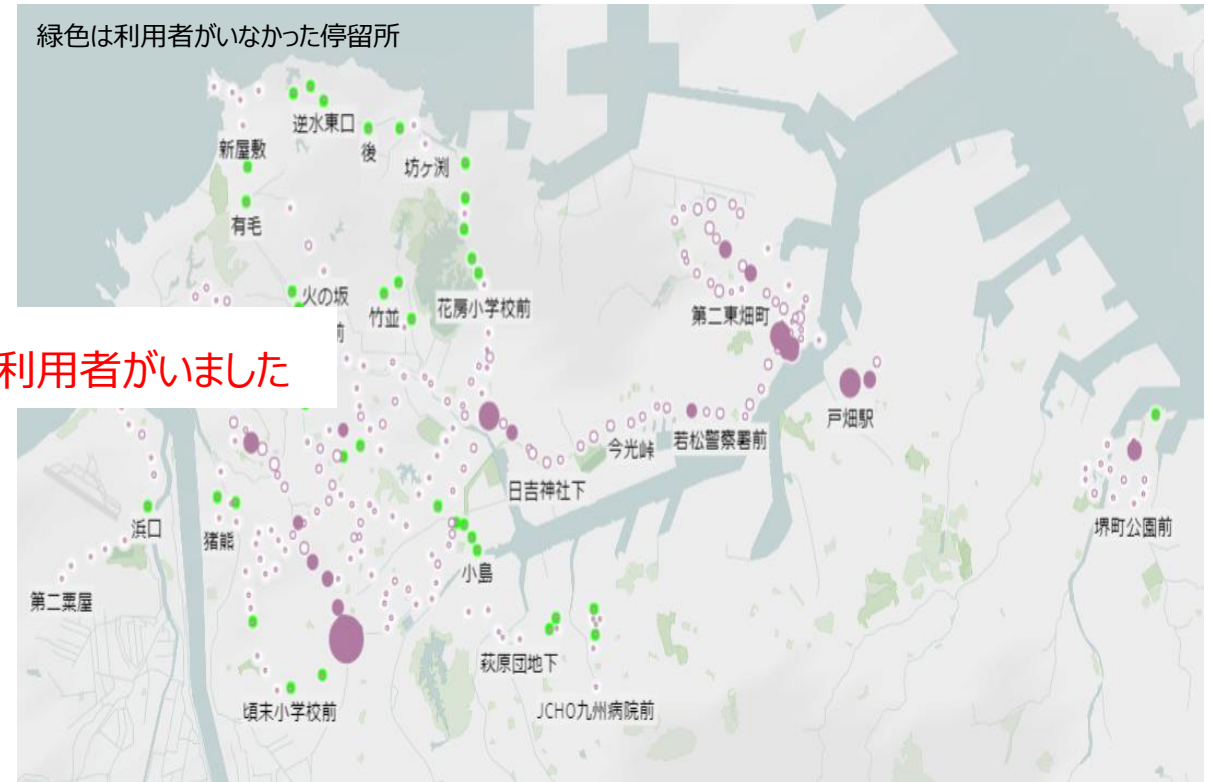 緑色は利用者がいなかった停留所
逆水東口
新屋敷
後
坊ヶ渕
有毛
火の坂
竹並
花房小学校前
前
第二東畑町
利用者がいました
戸畑駅
今光峠
若松警察署前
日吉神社下
浜口
猪熊
堺町公園前
小島
第二粟屋
萩原団地下
頃末小学校前
JCHO九州病院前